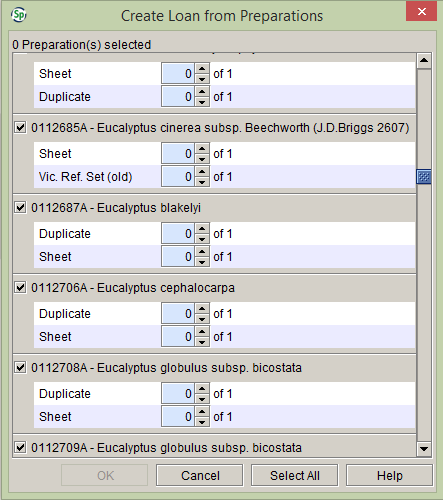 Sp
Create Loan from Preparations
0 Preparation(s) selected
Sheet 0 of 1
Duplicate 0 of 1
0112685A - Eucalyptus cinerea subsp. Beechworth (J.D.Briggs 2607)
Sheet 0 of 1
Vic. Ref. Set (old) 0 of 1
0112687A - Eucalyptus blakelyi
Duplicate 0 of 1
Sheet 0 of 1
0112706A - Eucalyptus cephalocarpa
Duplicate 0 of 1
Sheet 0 of 1
0112708A - Eucalyptus globulus subsp. bicostata
Duplicate 0 of 1
Sheet 0 of 1
0112709A - Eucalyptus globulus subsp. bicostata
OK Cancel Select All Help